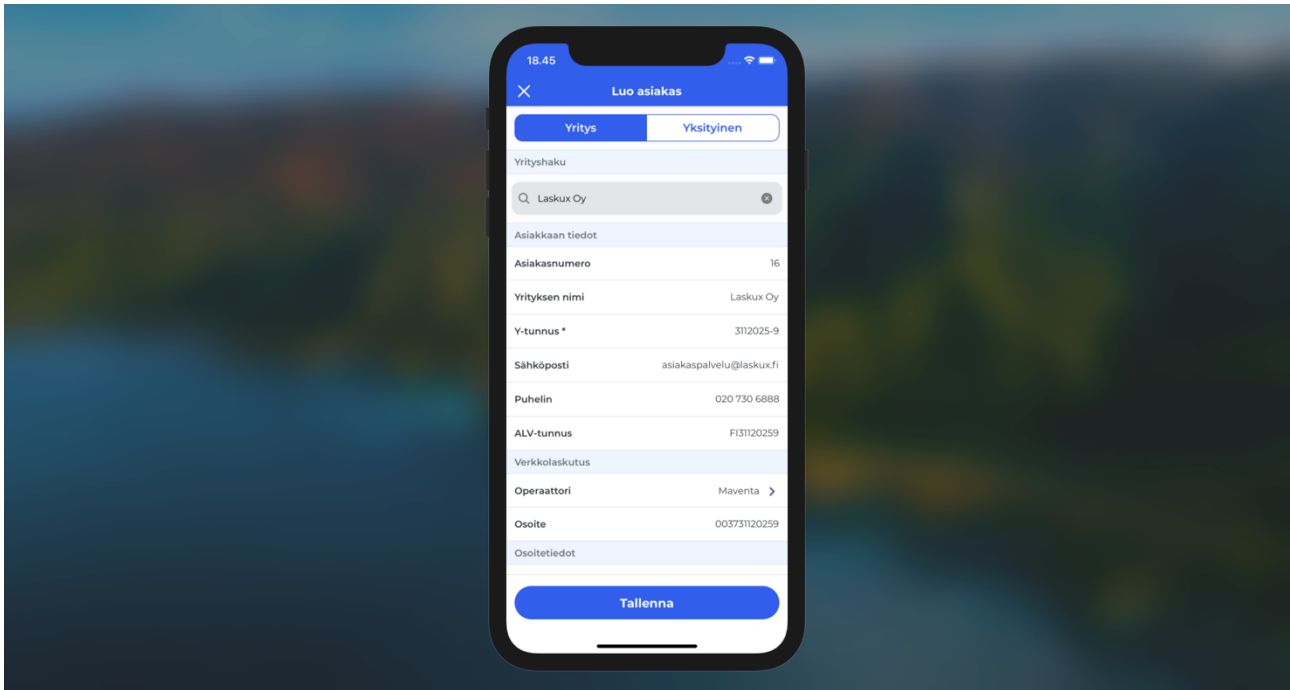 18.45
Luo asiakas
Yritys Yksityinen
Yrityshaku
Laskux Oy
Asiakkaan tiedot
Asiakasnumero 16
Yrityksen nimi Laskux Oy
Y-tunnus * 3112025-9
Sähköposti asiakaspalvelu@laskux.fi
Puhelin 020 730 6888
ALV-tunnus FI31120259
Verkkolaskutus
Operaattori Maventa
Osoite 003731120259
Osoitetiedot
Tallenna